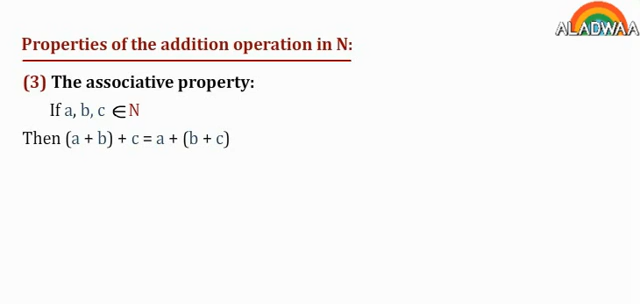 ALADWAA
Properties of the addition operation in N:
(3) The associative property:
If a, b, c ∈ N
Then (a + b) + c = a + (b + c)